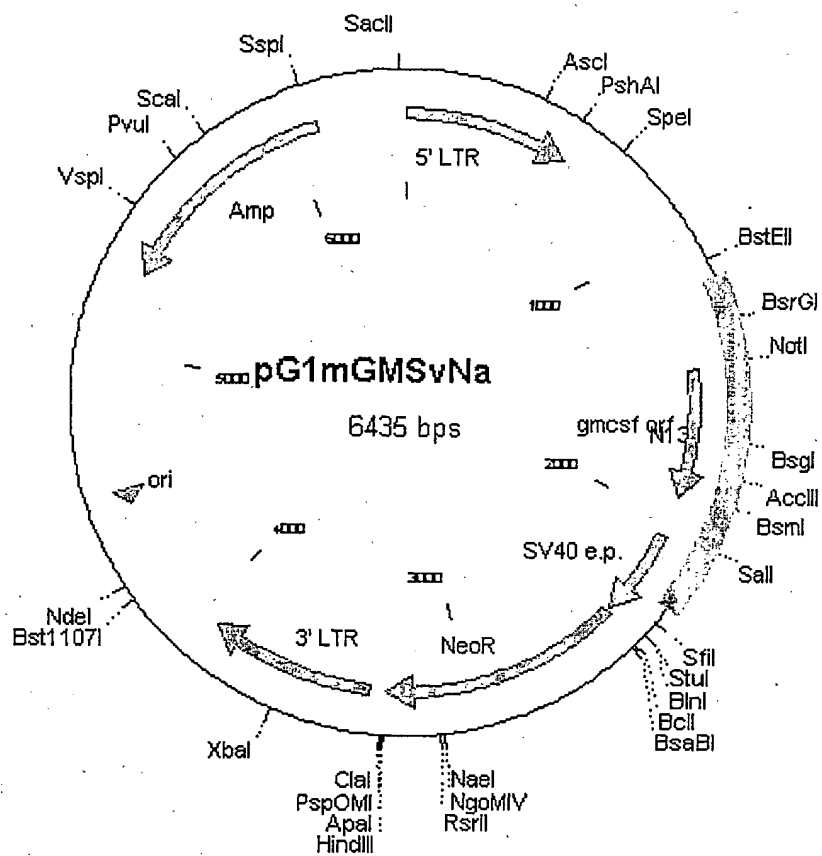 SacII
SspI
AscI
PshAI
SpeI
ScaI
PvuI
VspI
5' LTR
Amp
6000
BstEII
1000
BsrGI
NotI
5000
pG1mGMSvNa
6435 bps
gmcsf orf
N13
2000
BsgI
AccIII
BsmI
ori
4000
SV40 e.p.
SalI
3000
NdeI
Bst1107I
3' LTR
NeoR
SfiI
StuI
BlnI
BclI
BsaBI
XbaI
ClaI
PspOMI
ApaI
HindIII
NaeI
NgoMIV
RsrII